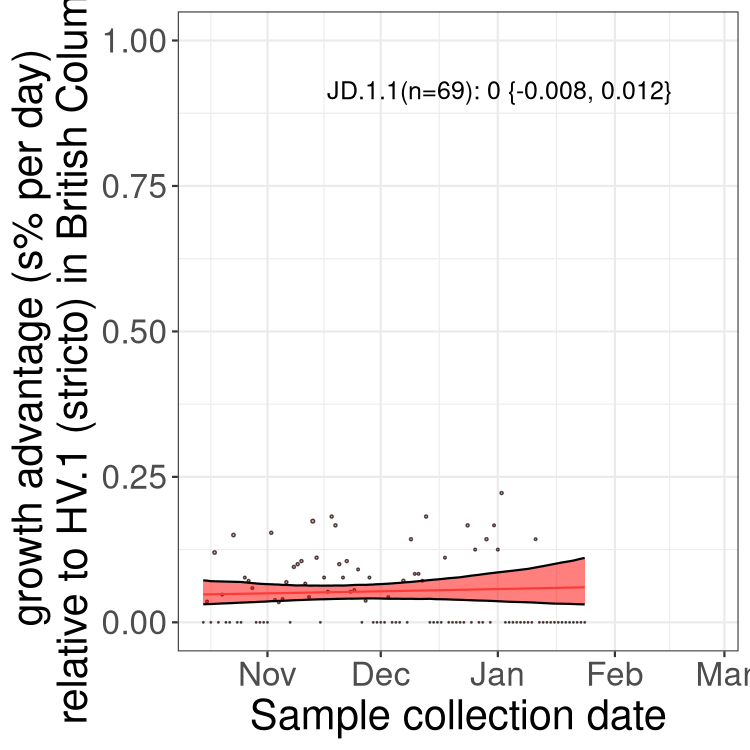 growth advantage (s% per day)
relative to HV.1 (stricto) in British Colum
1.00
JD.1.1(n=69): 0 {-0.008, 0.012}
0.75
0.50
0.25
0.00
Nov Dec Jan Feb Mar
Sample collection date